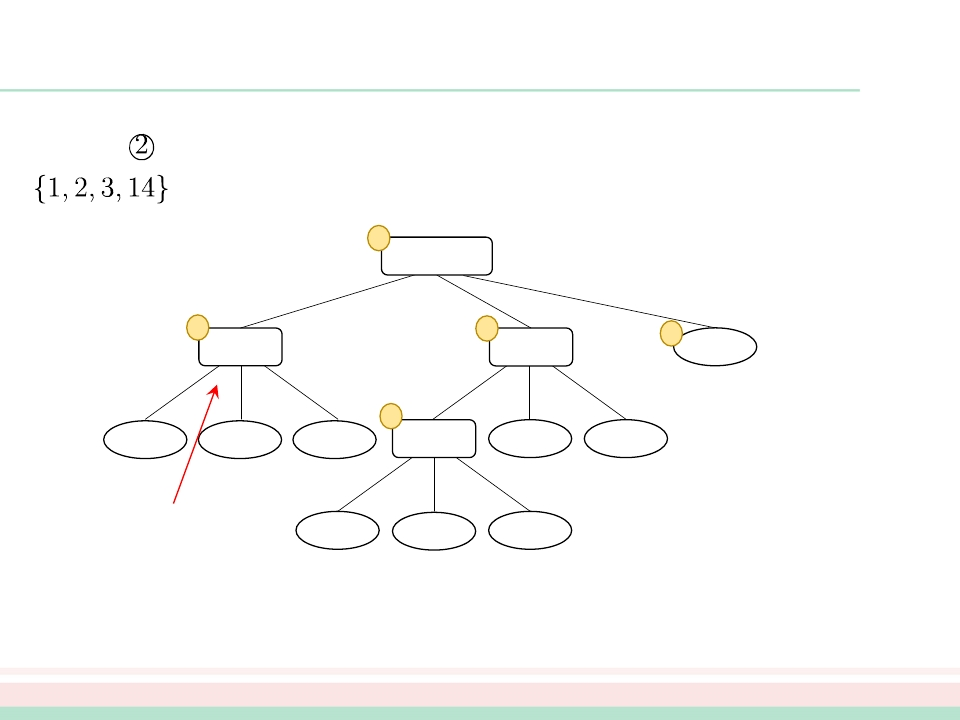 ②
{1, 2, 3, 14}